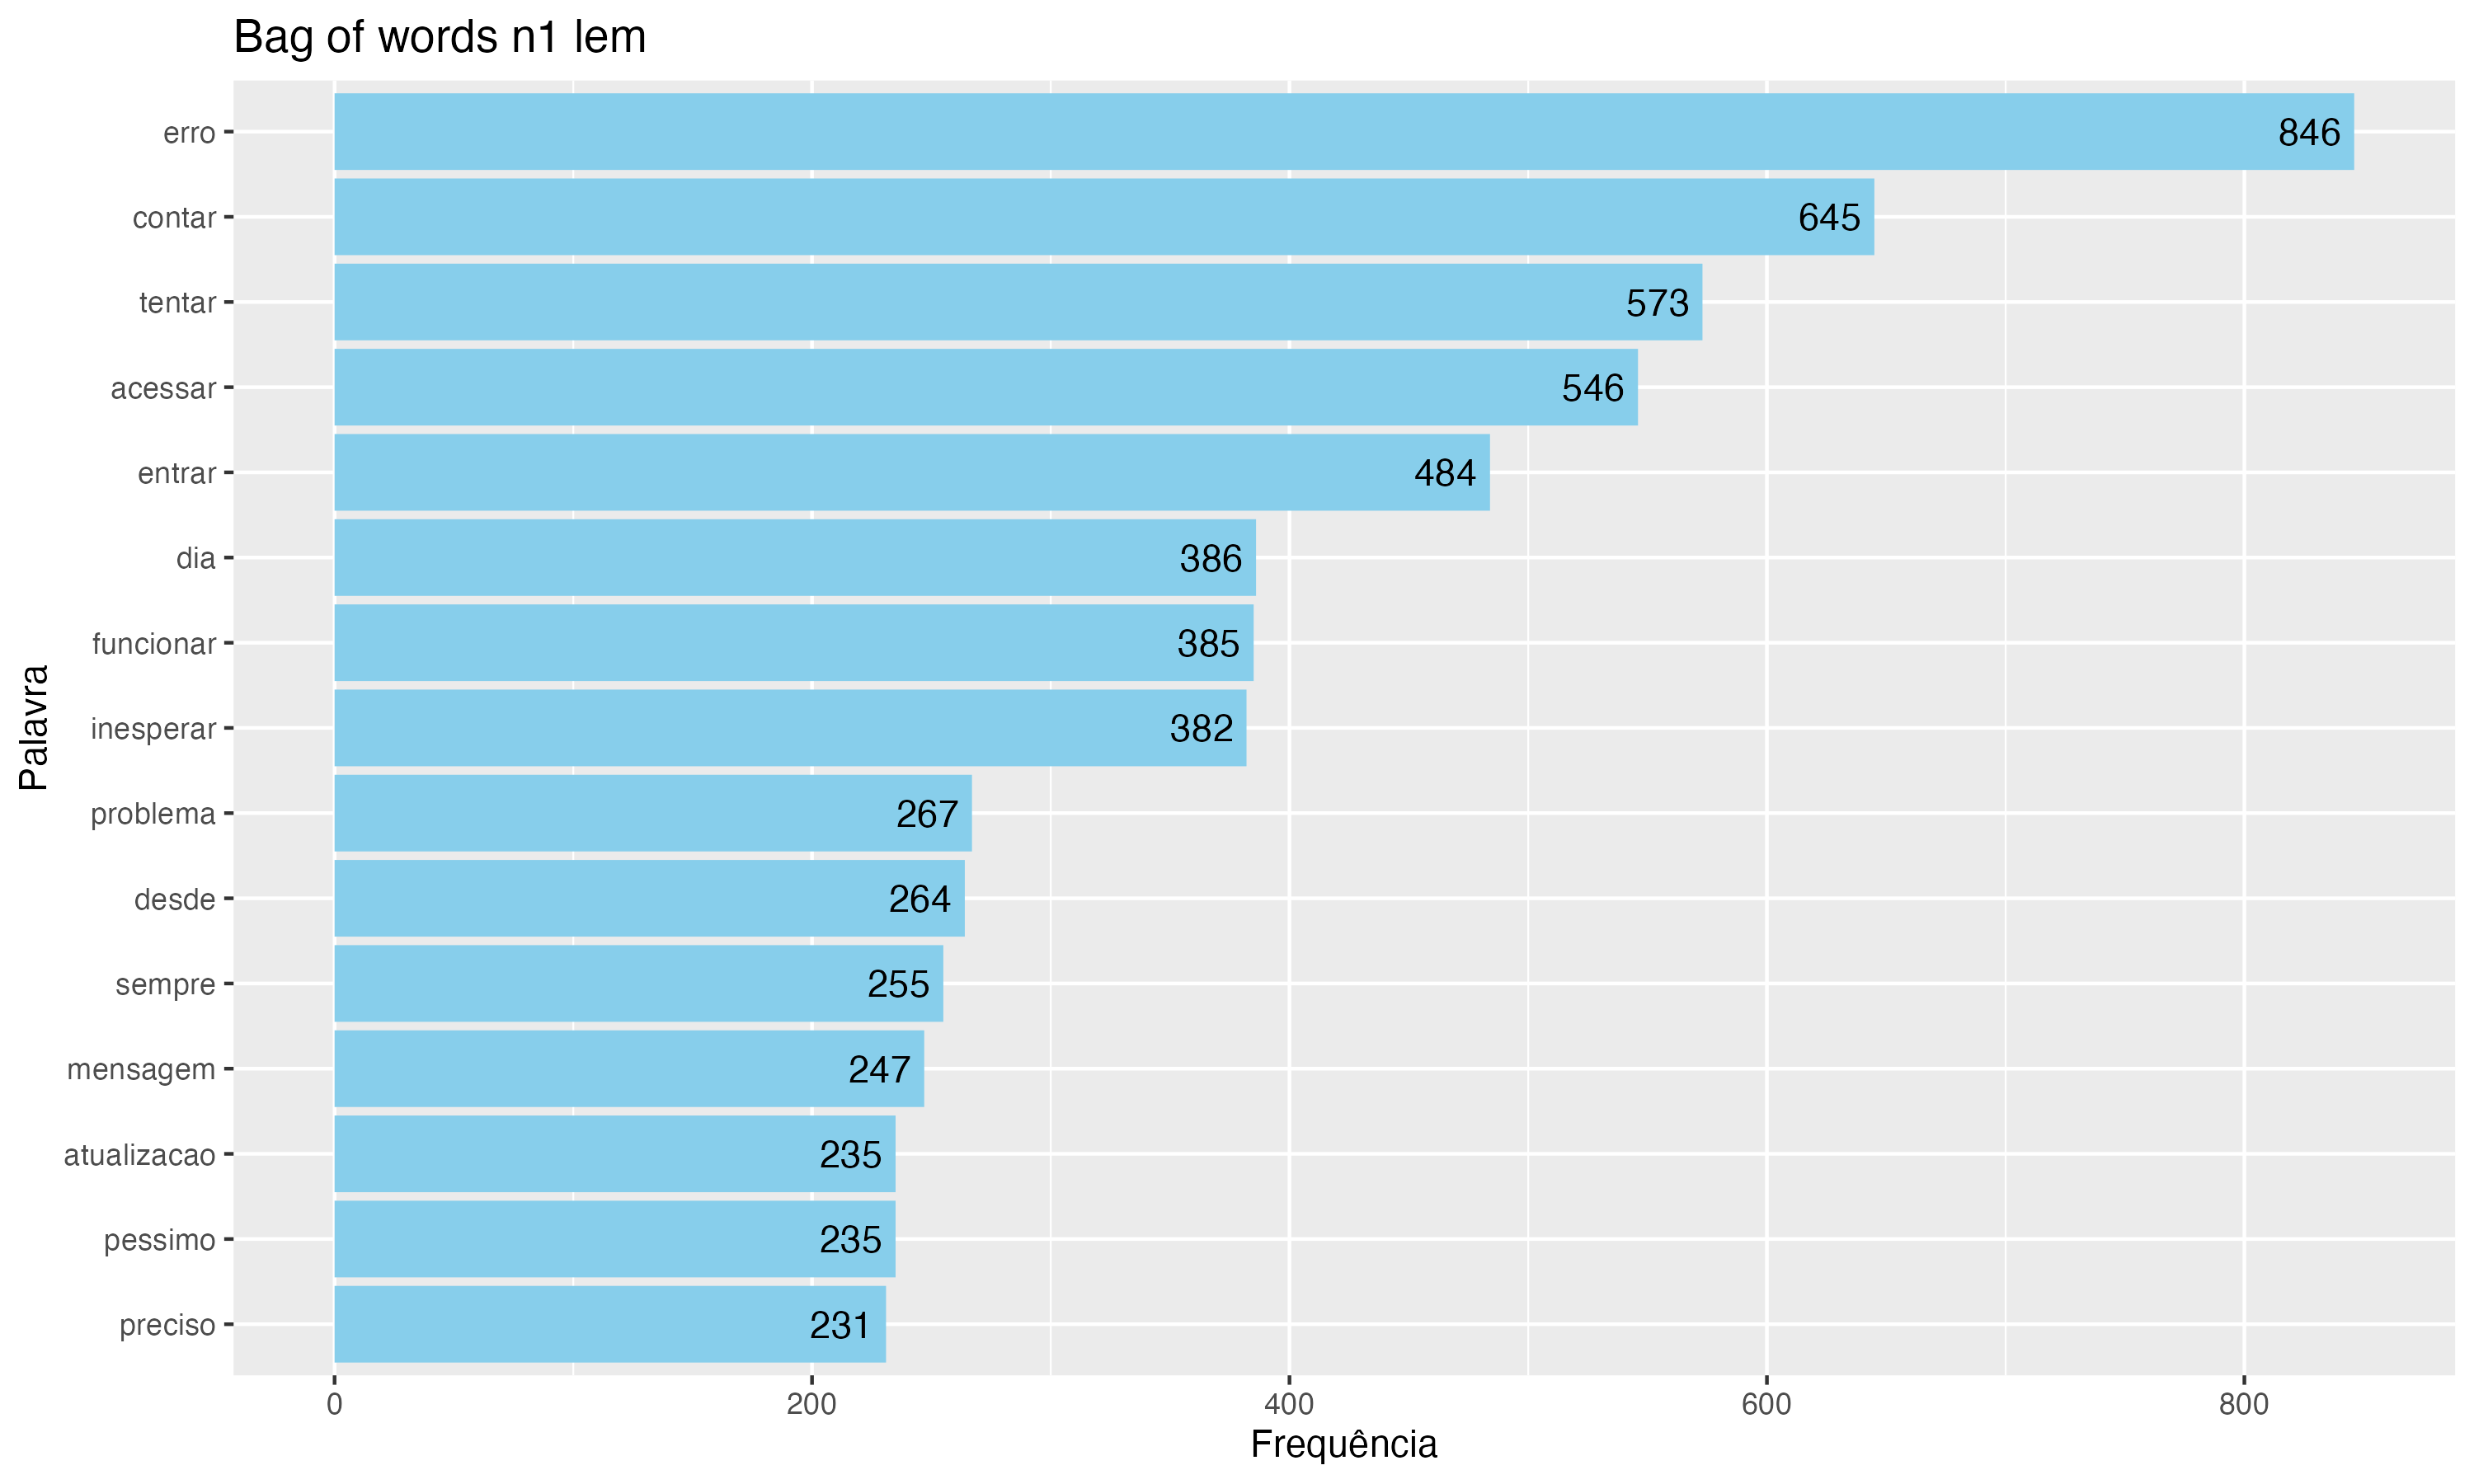 Bag of words n1 lem
erro 846
contar 645
tentar 573
acessar 546
entrar 484
dia 386
funcionar 385
inesperar 382
problema 267
desde 264
sempre 255
mensagem 247
atualizacao 235
pessimo 235
preciso 231
Palavra
0 200 400 600 800
Frequência